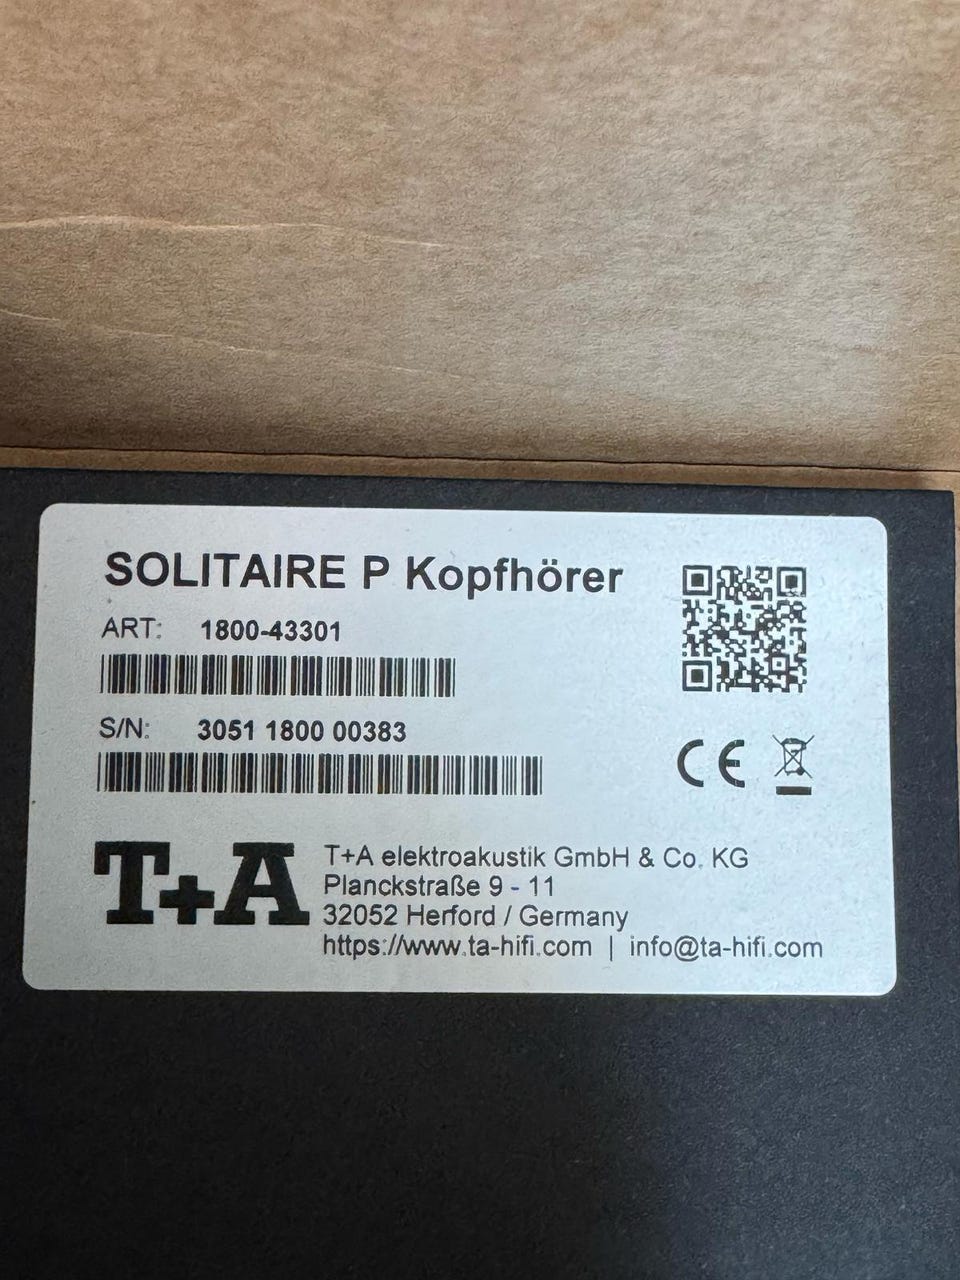 SOLITAIRE P Kopfhörer
ART: 1800-43301
S/N: 3051 1800 00383
CE
T+A
T+A elektroakustik GmbH & Co. KG
Planckstraße 9 - 11
32052 Herford / Germany
https://www.ta-hifi.com | info@ta-hifi.com